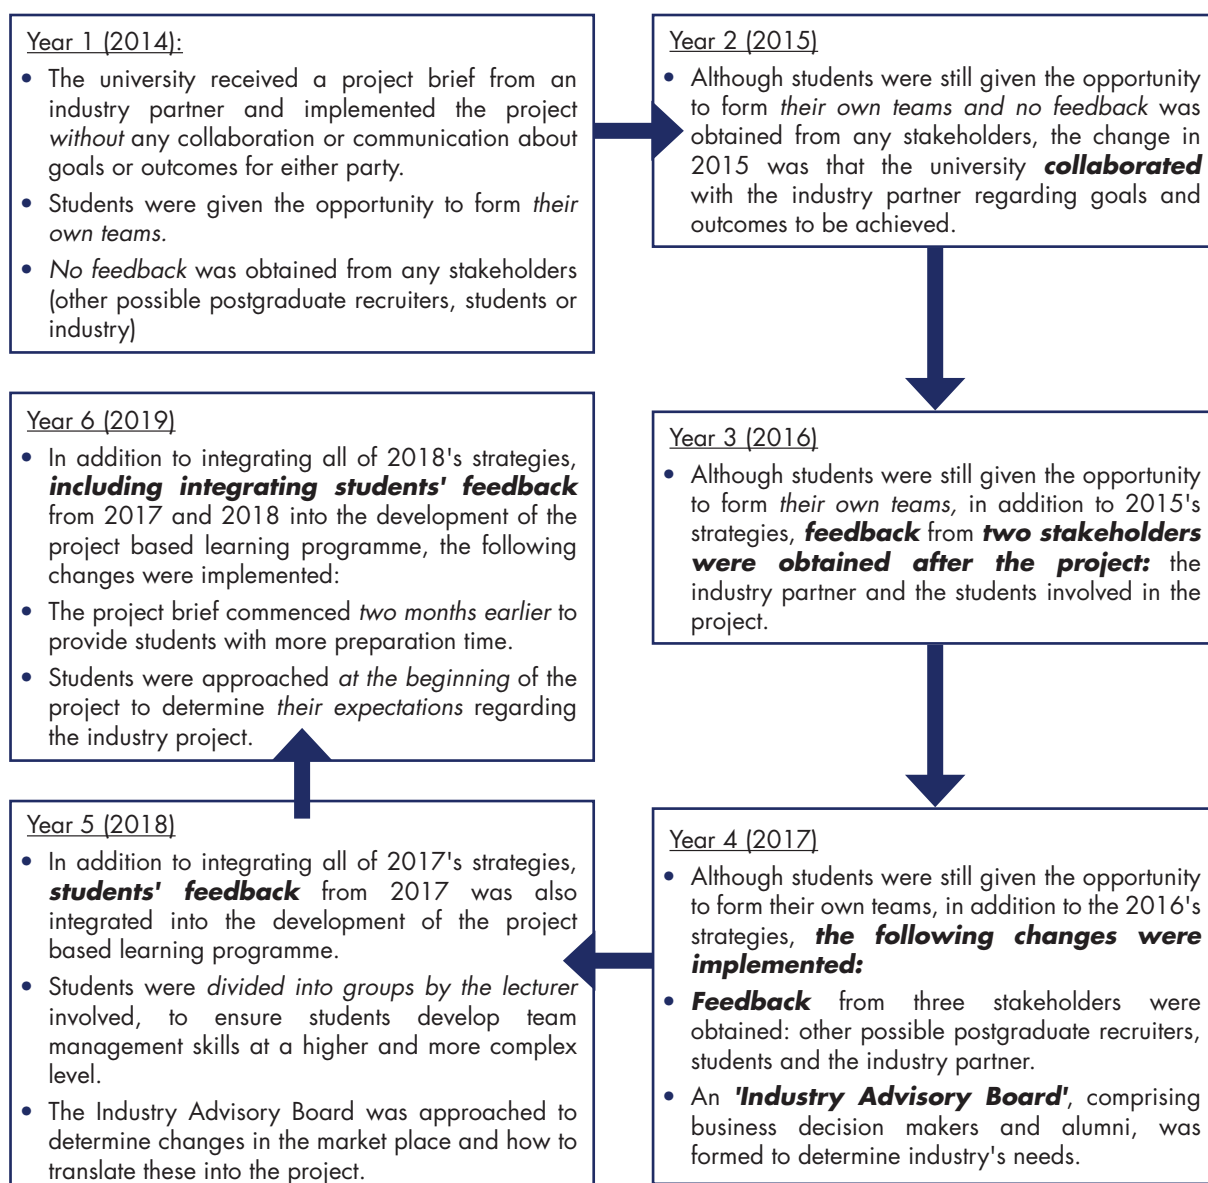 Year 1 (2014):
• The university received a project brief from an
industry partner and implemented the project
without any collaboration or communication about
goals or outcomes for either party.
• Students were given the opportunity to form their
own teams.
• No feedback was obtained from any stakeholders
(other possible postgraduate recruiters, students or
industry)
Year 2 (2015)
• Although students were still given the opportunity
to form their own teams and no feedback was
obtained from any stakeholders, the change in
2015 was that the university collaborated
with the industry partner regarding goals and
outcomes to be achieved.
Year 3 (2016)
• Although students were still given the opportunity
to form their own teams, in addition to 2015's
strategies, feedback from two stakeholders
were obtained after the project: the
industry partner and the students involved in the
project.
Year 4 (2017)
• Although students were still given the opportunity
to form their own teams, in addition to the 2016's
strategies, the following changes were
implemented:
• Feedback from three stakeholders were
obtained: other possible postgraduate recruiters,
students and the industry partner.
• An 'Industry Advisory Board', comprising
business decision makers and alumni, was
formed to determine industry's needs.
Year 5 (2018)
• In addition to integrating all of 2017's strategies,
students' feedback from 2017 was also
integrated into the development of the project
based learning programme.
• Students were divided into groups by the lecturer
involved, to ensure students develop team
management skills at a higher and more complex
level.
• The Industry Advisory Board was approached to
determine changes in the market place and how to
translate these into the project.
Year 6 (2019)
• In addition to integrating all of 2018's strategies,
including integrating students' feedback
from 2017 and 2018 into the development of the
project based learning programme, the following
changes were implemented:
• The project brief commenced two months earlier to
provide students with more preparation time.
• Students were approached at the beginning of the
project to determine their expectations regarding
the industry project.